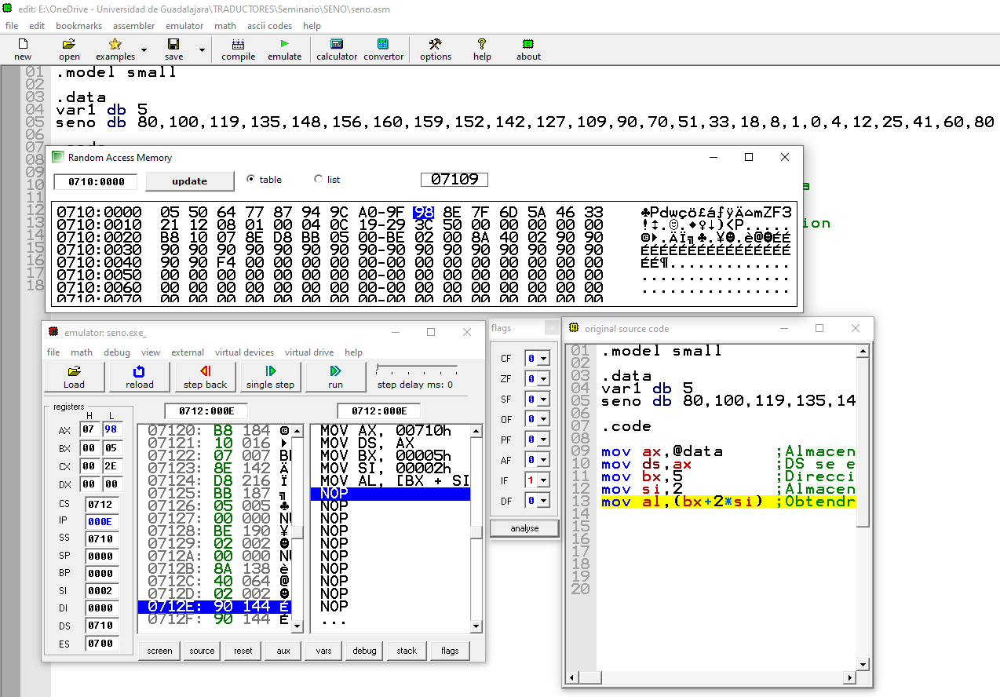 edit: E:\OneDrive - Universidad de Guadalajara\TRADUCTORES\Seminario\SENO\seno.asm
file edit bookmarks assembler emulator math ascii codes help
new open examples save compile emulate calculator convertor options help about
01 .model small
02
03 .data
04 var1 db 5
05 seno db 80,100,119,135,148,156,160,159,152,142,127,109,90,70,51,33,18,8,1,0,4,12,25,41,60,80
06
07 .code
08
09
10 a
11
12
13 ion
14
15
16
17
18
Random Access Memory
0710:0000 update table list 07109
0710:0000 05 50 64 77 87 94 9C A0-9F 98 8E 7F 6D 5A 46 33 ♣Pdwçö£áƒÿÄ⌂mZF3
0710:0010 21 12 08 01 00 04 0C 19-29 3C 50 00 00 00 00 00 !↕.☺.♦♀↓)<P.....
0710:0020 B8 10 07 8E D8 BB 05 00-BE 02 00 8A 40 02 90 90
0710:0030 90 90 90 90 90 90 90 90-90 90 90 90 90 90 90 90 ÉÉÉÉÉÉÉÉÉÉÉÉÉÉÉÉ
0710:0040 90 90 F4 00 00 00 00 00-00 00 00 00 00 00 00 00 ÉÉ¶.............
0710:0050 00 00 00 00 00 00 00 00-00 00 00 00 00 00 00 00 ................
0710:0060 00 00 00 00 00 00 00 00-00 00 00 00 00 00 00 00 ................
0710:0070 00 00 00 00 00 00 00 00-00 00 00 00 00 00 00 00
emulator: seno.exe_
file math debug view external virtual devices virtual drive help
Load reload step back single step run step delay ms: 0
registers
H L
AX 07 98
BX 00 05
CX 00 2E
DX 00 00
CS 0712
IP 000E
SS 0710
SP 0000
BP 0000
SI 0002
DI 0000
DS 0710
ES 0700
0712:000E 0712:000E
07120: B8 184 ◎
07121: 10 016 ►
07122: 07 007 BE
07123: 8E 142 Ä
07124: D8 216 Ï
07125: BB 187 ╗
07126: 05 005 ♣
07127: 00 000 NU
07128: BE 190 ¥
07129: 02 002 ☻
0712A: 00 000 NU
0712B: 8A 138 è
0712C: 40 064 @
0712D: 02 002 ☻
0712E: 90 144 É
0712F: 90 144 É
MOV AX, 00710h
MOV DS, AX
MOV BX, 00005h
MOV SI, 00002h
MOV AL, [BX + SI
NOP
NOP
NOP
NOP
NOP
NOP
NOP
NOP
NOP
NOP
...
screen source reset aux vars debug stack flags
flags
CF 0
ZF 0
SF 0
OF 0
PF 0
AF 0
IF 1
DF 0
analyse
original source code
01 .model small
02
03 .data
04 var1 db 5
05 seno db 80,100,119,135,14
06
07 .code
08
09 mov ax,@data ;Almacen
10 mov ds,ax ;DS se e
11 mov bx,5 ;Direcci
12 mov si,2 ;Almacen
13 mov al,(bx+2*si) ;Obtendr
14
15
16
17
18
19
20